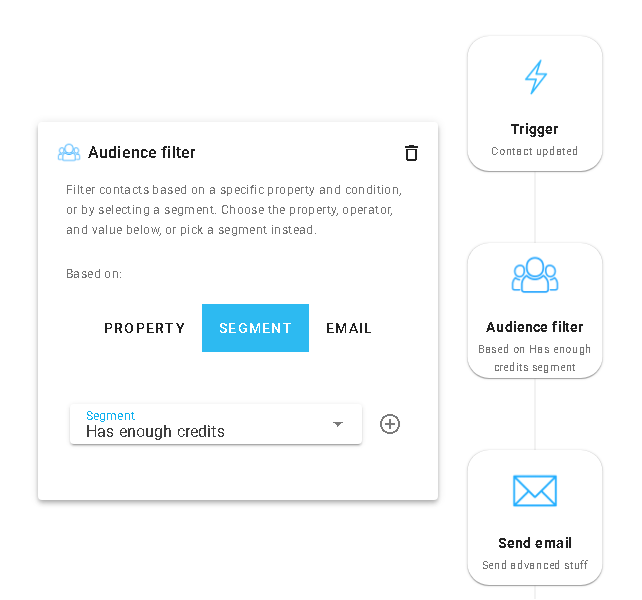 Audience filter
Filter contacts based on a specific property and condition,
or by selecting a segment. Choose the property, operator,
and value below, or pick a segment instead.
Based on:
PROPERTY SEGMENT EMAIL
Segment
Has enough credits
Trigger
Contact updated
Audience filter
Based on Has enough
credits segment
Send email
Send advanced stuff